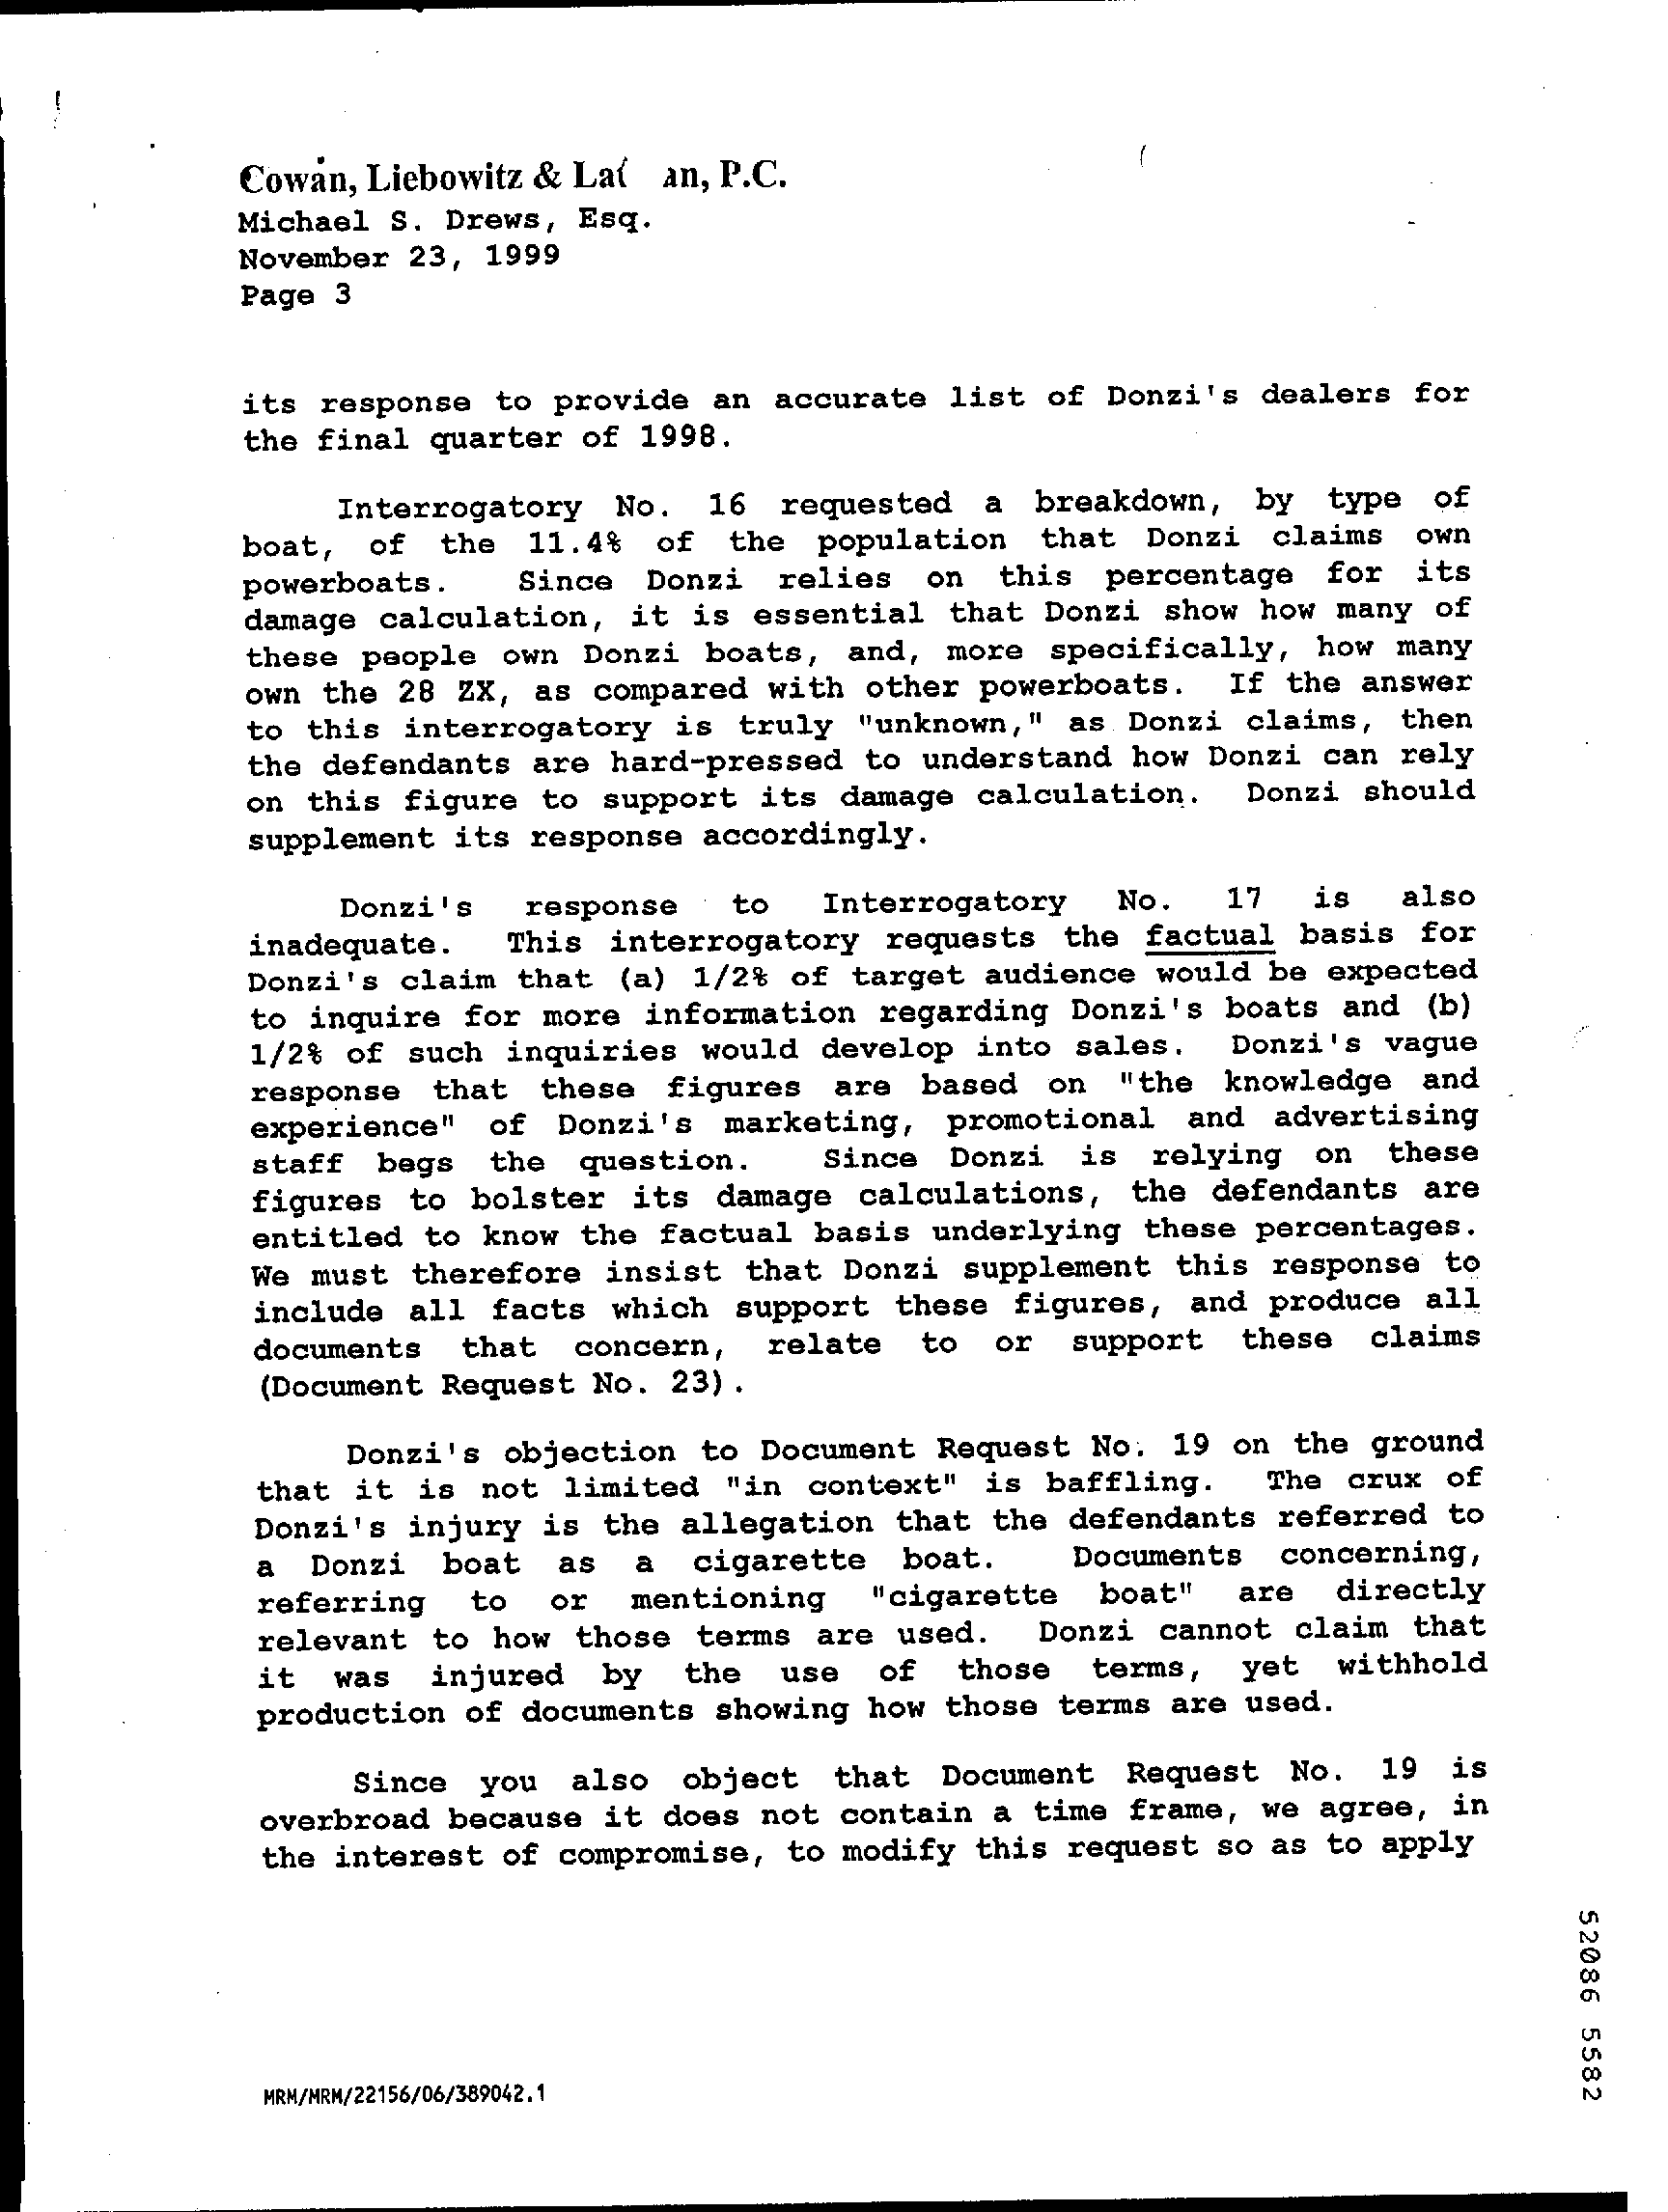 Cowan, Liebowitz & Lat an, P.C.
Michael S. Drews, Esq.
November 23, 1999
Page 3
its response to provide an accurate list of Donzi's dealers for
the final quarter of 1998.
Interrogatory No. 16 requested a breakdown, by type of
boat, of the 11.4% of the population that Donzi claims own
powerboats. Since Donzi relies on this percentage for its
damage calculation, it is essential that Donzi show how many of
these people own Donzi boats, and, more specifically, how many
own the 28 ZX, as compared with other powerboats. If the answer
to this interrogatory is truly "unknown," as Donzi claims, then
the defendants are hard-pressed to understand how Donzi can rely
on this figure to support its damage calculation. Donzi should
supplement its response accordingly.
Donzi's response to Interrogatory No. 17 is also
inadequate. This interrogatory requests the factual basis for
Donzi's claim that (a) 1/2% of target audience would be expected
to inquire for more information regarding Donzi's boats and (b)
1/2% of such inquiries would develop into sales. Donzi's vague
response that these figures are based on "the knowledge and
experience" of Donzi's marketing, promotional and advertising
staff begs the question. Since Donzi is relying on these
figures to bolster its damage calculations, the defendants are
entitled to know the factual basis underlying these percentages.
We must therefore insist that Donzi supplement this response to
include all facts which support these figures, and produce all
documents that concern, relate to or support these claims
(Document Request No. 23).
Donzi's objection to Document Request No. 19 on the ground
that it is not limited "in context" is baffling. The crux of
Donzi's injury is the allegation that the defendants referred to
a Donzi boat as a cigarette boat. Documents concerning,
referring to or mentioning "cigarette boat" are directly
relevant to how those terms are used. Donzi cannot claim that
it was injured by the use of those terms, yet withhold
production of documents showing how those terms are used.
Since you also object that Document Request No. 19 is
overbroad because it does not contain a time frame, we agree, in
the interest of compromise, to modify this request so as to apply
52086 5582
MRM/MRM/22156/06/389042.1